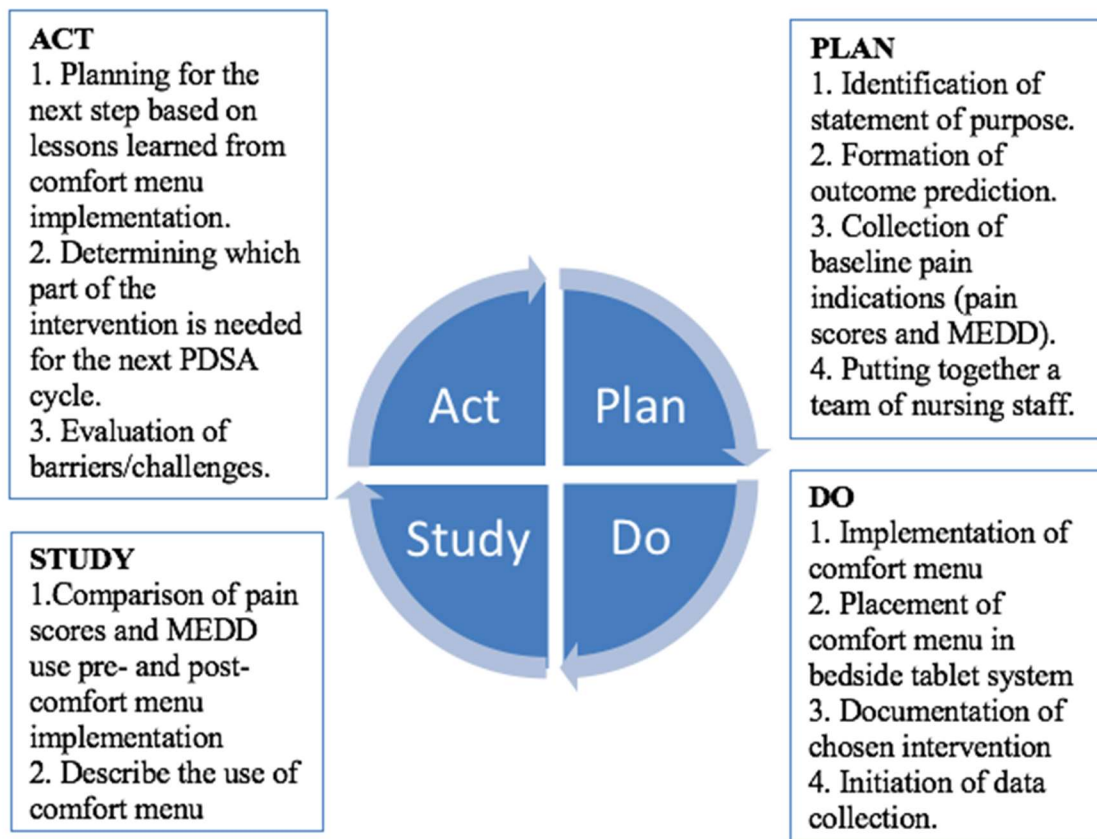 ACT
1. Planning for the
next step based on
lessons learned from
comfort menu
implementation.
2. Determining which
part of the
intervention is needed
for the next PDSA
cycle.
3. Evaluation of
barriers/challenges.
PLAN
1. Identification of
statement of purpose.
2. Formation of
outcome prediction.
3. Collection of
baseline pain
indications (pain
scores and MEDD).
4. Putting together a
team of nursing staff.
Act
Plan
Study
Do
STUDY
1.Comparison of pain
scores and MEDD
use pre- and post-
comfort menu
implementation
2. Describe the use of
comfort menu
DO
1. Implementation of
comfort menu
2. Placement of
comfort menu in
bedside tablet system
3. Documentation of
chosen intervention
4. Initiation of data
collection.